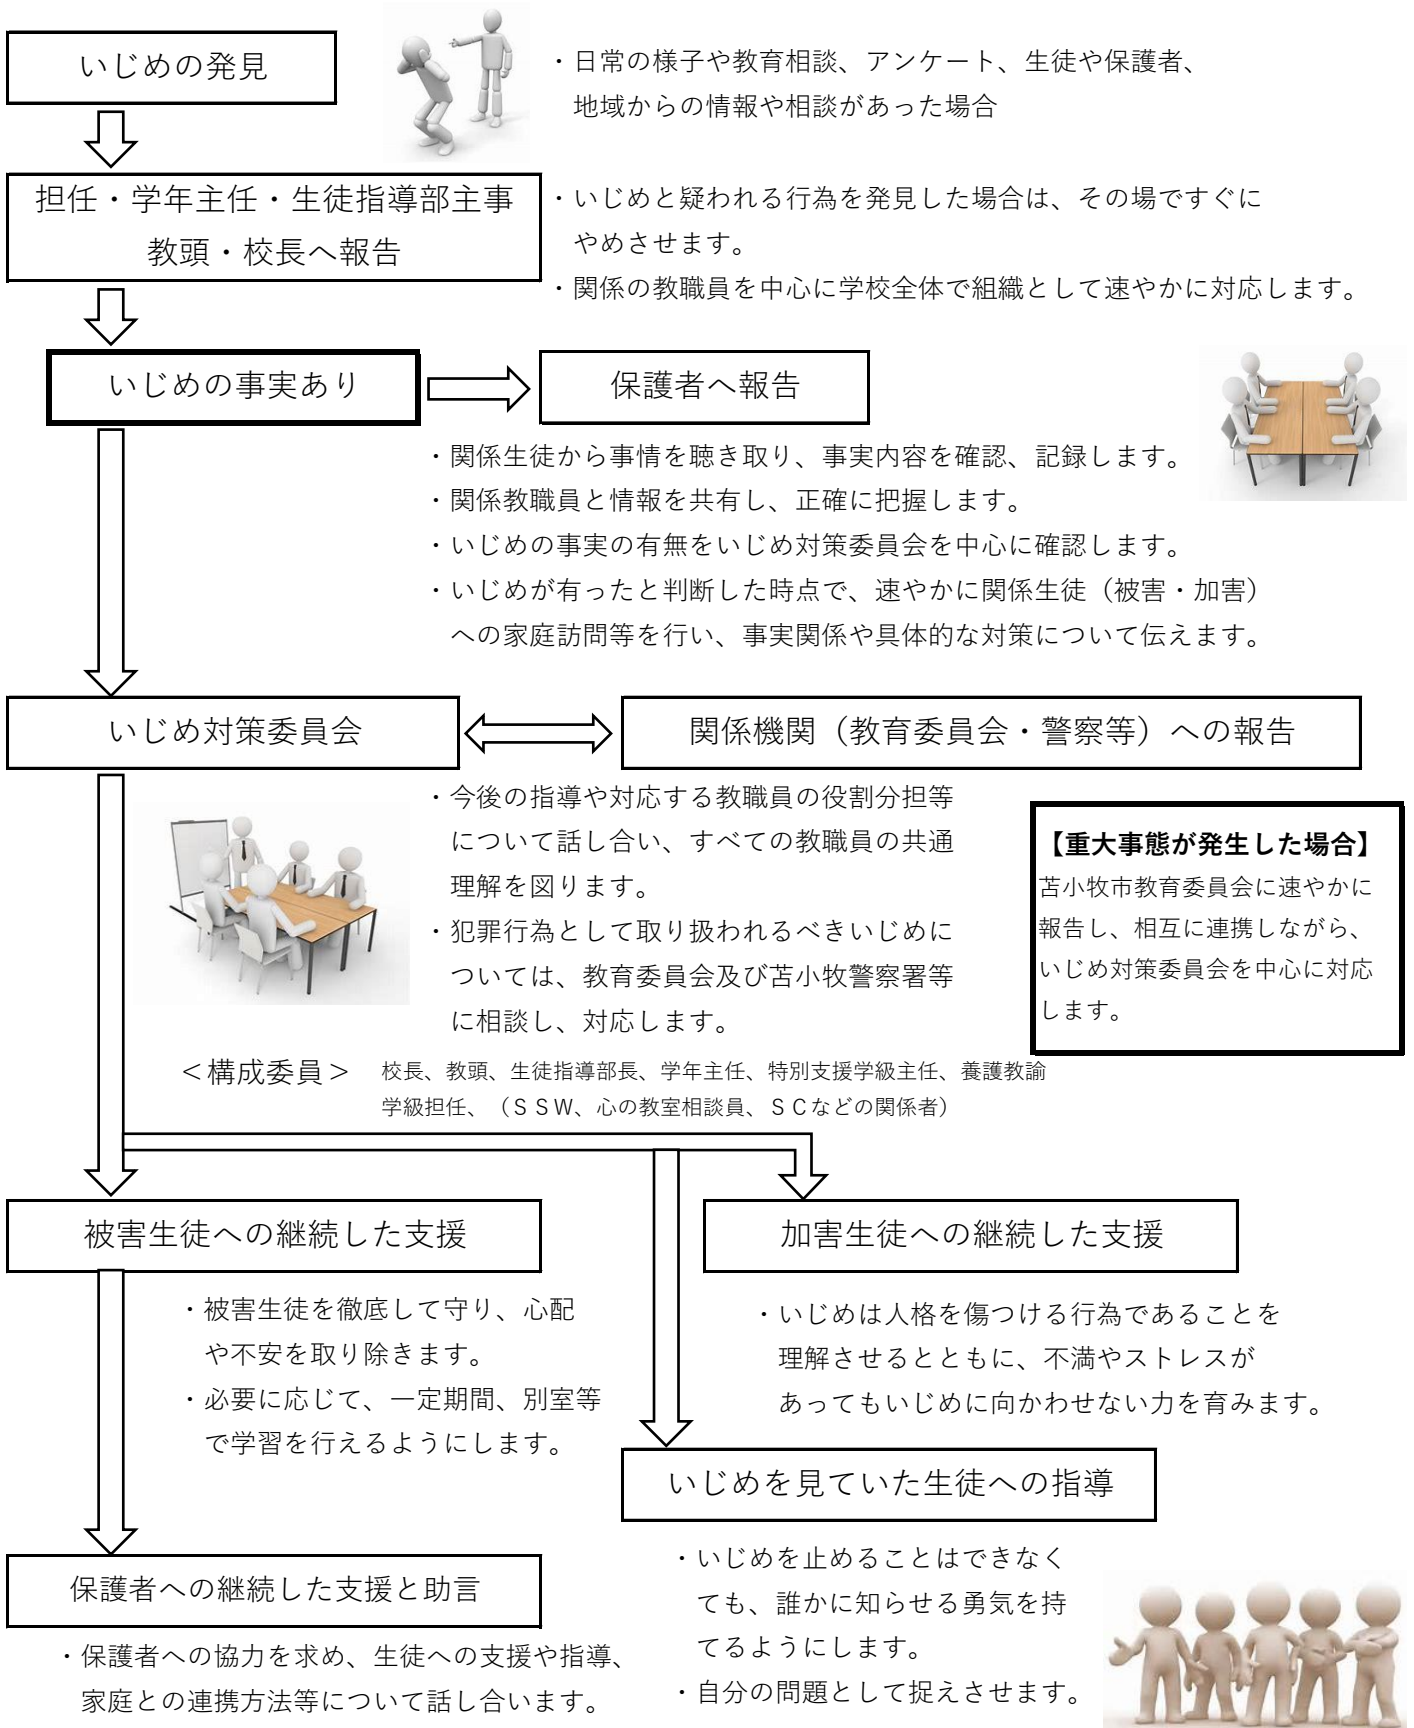 いじめの発見
・日常の様子や教育相談、アンケート、生徒や保護者、
地域からの情報や相談があった場合
担任・学年主任・生徒指導部主事
教頭・校長へ報告
・いじめと疑われる行為を発見した場合は、その場ですぐに
やめさせます。
・関係の教職員を中心に学校全体で組織として速やかに対応します。
いじめの事実あり
保護者へ報告
・関係生徒から事情を聴き取り、事実内容を確認、記録します。
・関係教職員と情報を共有し、正確に把握します。
・いじめの事実の有無をいじめ対策委員会を中心に確認します。
・いじめが有ったと判断した時点で、速やかに関係生徒（被害・加害）
への家庭訪問等を行い、事実関係や具体的な対策について伝えます。
いじめ対策委員会
関係機関（教育委員会・警察等）への報告
・今後の指導や対応する教職員の役割分担等
について話し合い、すべての教職員の共通
理解を図ります。
・犯罪行為として取り扱われるべきいじめに
ついては、教育委員会及び苫小牧警察署等
に相談し、対応します。
【重大事態が発生した場合】
苫小牧市教育委員会に速やかに
報告し、相互に連携しながら、
いじめ対策委員会を中心に対応
します。
＜構成委員＞
校長、教頭、生徒指導部長、学年主任、特別支援学級主任、養護教諭
学級担任、（ＳＳＷ、心の教室相談員、ＳＣなどの関係者）
被害生徒への継続した支援
加害生徒への継続した支援
・被害生徒を徹底して守り、心配
や不安を取り除きます。
・必要に応じて、一定期間、別室等
で学習を行えるようにします。
・いじめは人格を傷つける行為であることを
理解させるとともに、不満やストレスが
あってもいじめに向かわせない力を育みます。
いじめを見ていた生徒への指導
・いじめを止めることはできなく
ても、誰かに知らせる勇気を持
てるようにします。
・自分の問題として捉えさせます。
保護者への継続した支援と助言
・保護者への協力を求め、生徒への支援や指導、
家庭との連携方法等について話し合います。